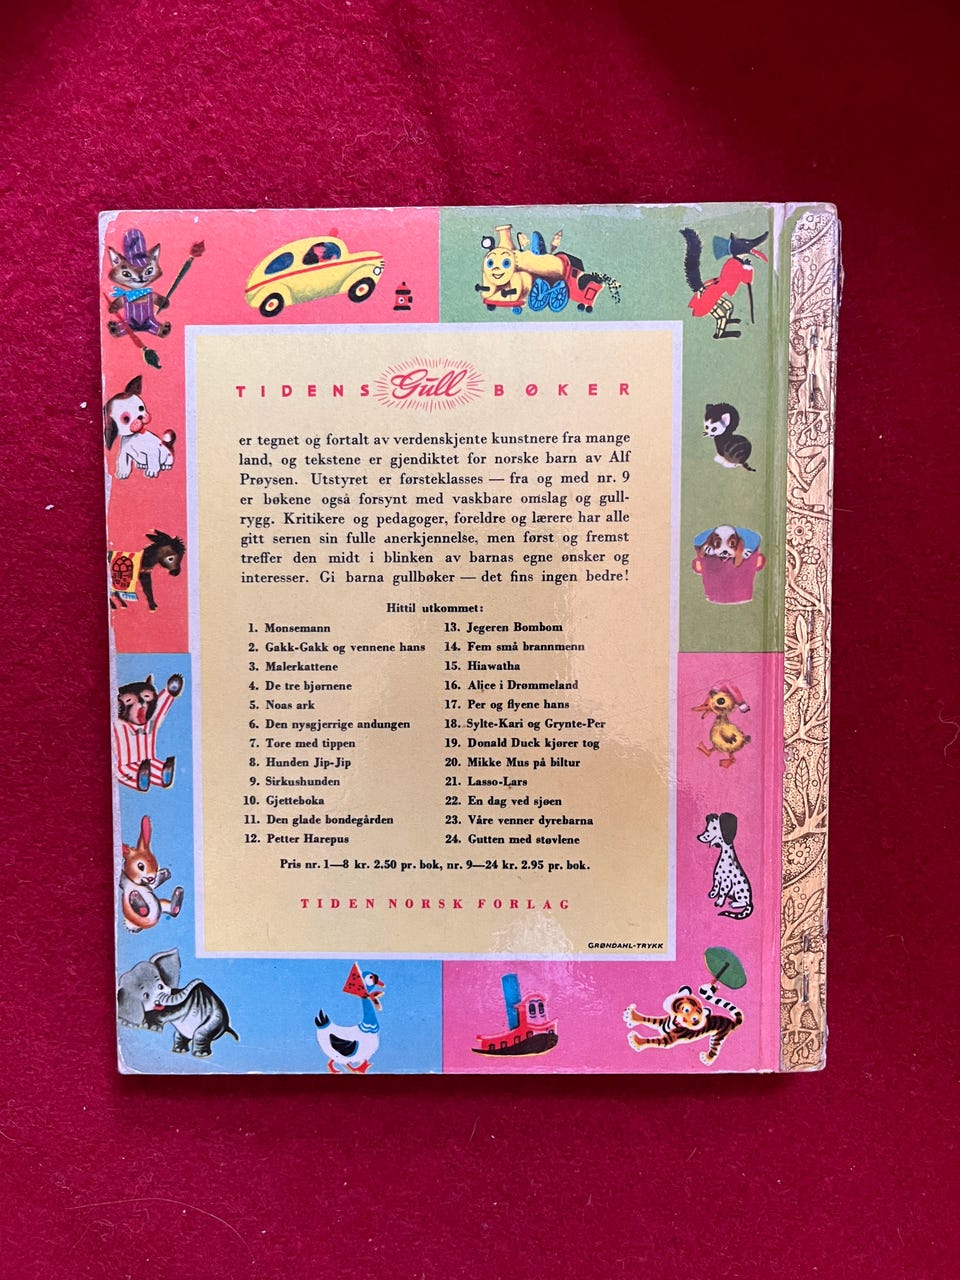 TIDENS Gull BØKER
er tegnet og fortalt av verdenskjente kunstnere fra mange
land, og tekstene er gjendiktet for norske barn av Alf
Prøysen. Utstyret er førsteklasses — fra og med nr. 9
er bøkene også forsynt med vaskbare omslag og gull-
rygg. Kritikere og pedagoger, foreldre og lærere har alle
gitt serien sin fulle anerkjennelse, men først og fremst
treffer den midt i blinken av barnas egne ønsker og
interesser. Gi barna gullbøker — det fins ingen bedre!
Hittil utkommet:
1. Monsemann
2. Gakk-Gakk og vennene hans
3. Malerkattene
4. De tre bjørnene
5. Noas ark
6. Den nysgjerrige andungen
7. Tore med tippen
8. Hunden Jip-Jip
9. Sirkushunden
10. Gjetteboka
11. Den glade bondegården
12. Petter Harepus
13. Jegeren Bombom
14. Fem små brannmenn
15. Hiawatha
16. Alice i Drømmeland
17. Per og flyene hans
18. Sylte-Kari og Grynte-Per
19. Donald Duck kjører tog
20. Mikke Mus på biltur
21. Lasso-Lars
22. En dag ved sjøen
23. Våre venner dyrebarna
24. Gutten med støvlene
Pris nr. 1—8 kr. 2.50 pr. bok, nr. 9—24 kr. 2.95 pr. bok.
TIDEN NORSK FORLAG
GRØNDAHL-TRYKK